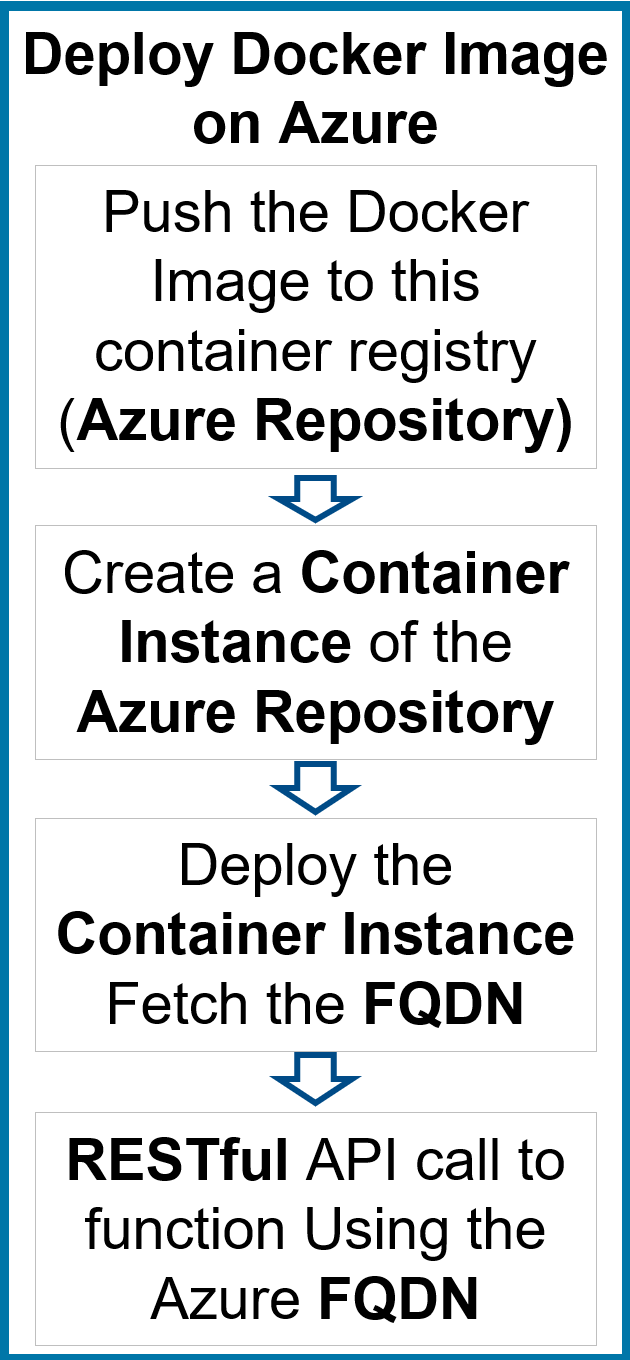 Deploy Docker Image
on Azure
Push the Docker
Image to this
container registry
(Azure Repository)
Create a Container
Instance of the
Azure Repository
Deploy the
Container Instance
Fetch the FQDN
RESTful API call to
function Using the
Azure FQDN